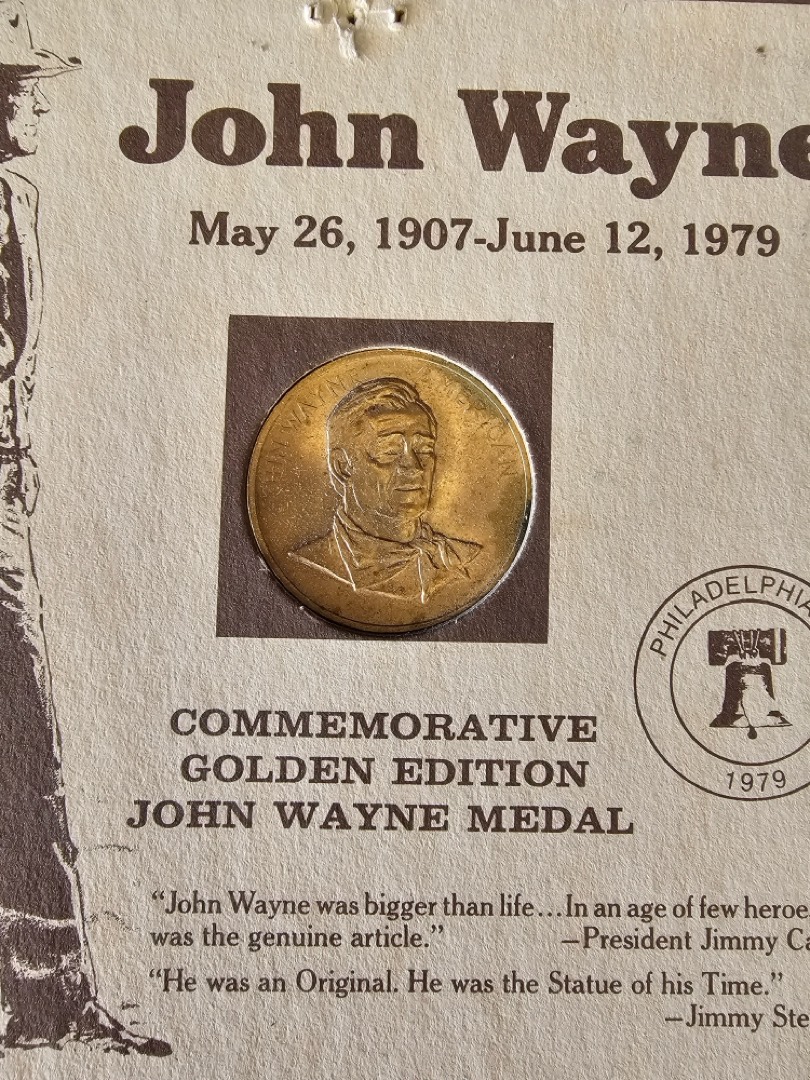 John Wayne
May 26, 1907-June 12, 1979
JOHN WAYNE AMERICAN
PHILADELPHIA
1979
COMMEMORATIVE
GOLDEN EDITION
JOHN WAYNE MEDAL
“John Wayne was bigger than life…In an age of few heroe
was the genuine article.” —President Jimmy Ca
“He was an Original. He was the Statue of his Time.”
—Jimmy Ste